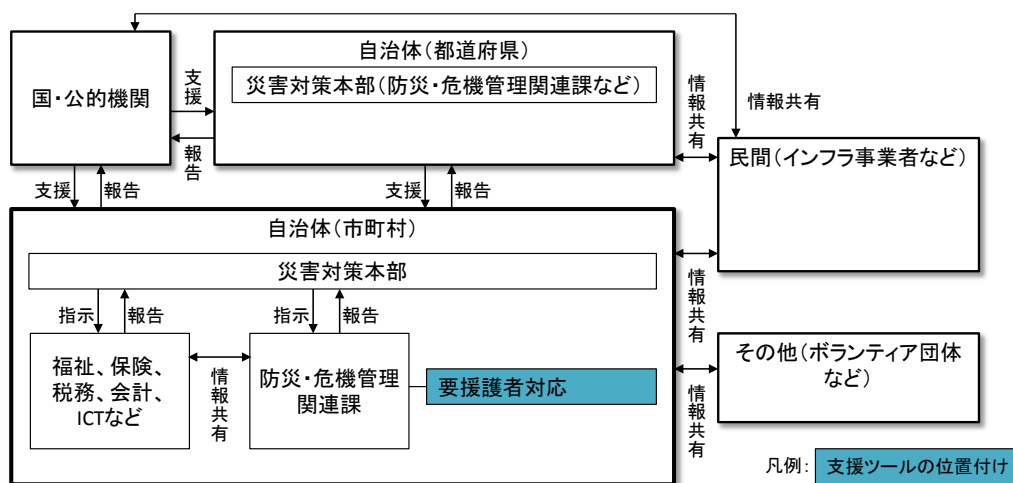 国・公的機関
支援
報告
自治体(都道府県)
災害対策本部(防災・危機管理関連課など)
情報共有
情報共有
民間(インフラ事業者など)
支援
報告
支援
報告
自治体(市町村)
災害対策本部
情報共有
指示
報告
指示
報告
福祉、保険、
税務、会計、
ICTなど
情報共有
防災・危機管理
関連課
要援護者対応
その他(ボランティア団体
など)
情報共有
凡例:
支援ツールの位置付け